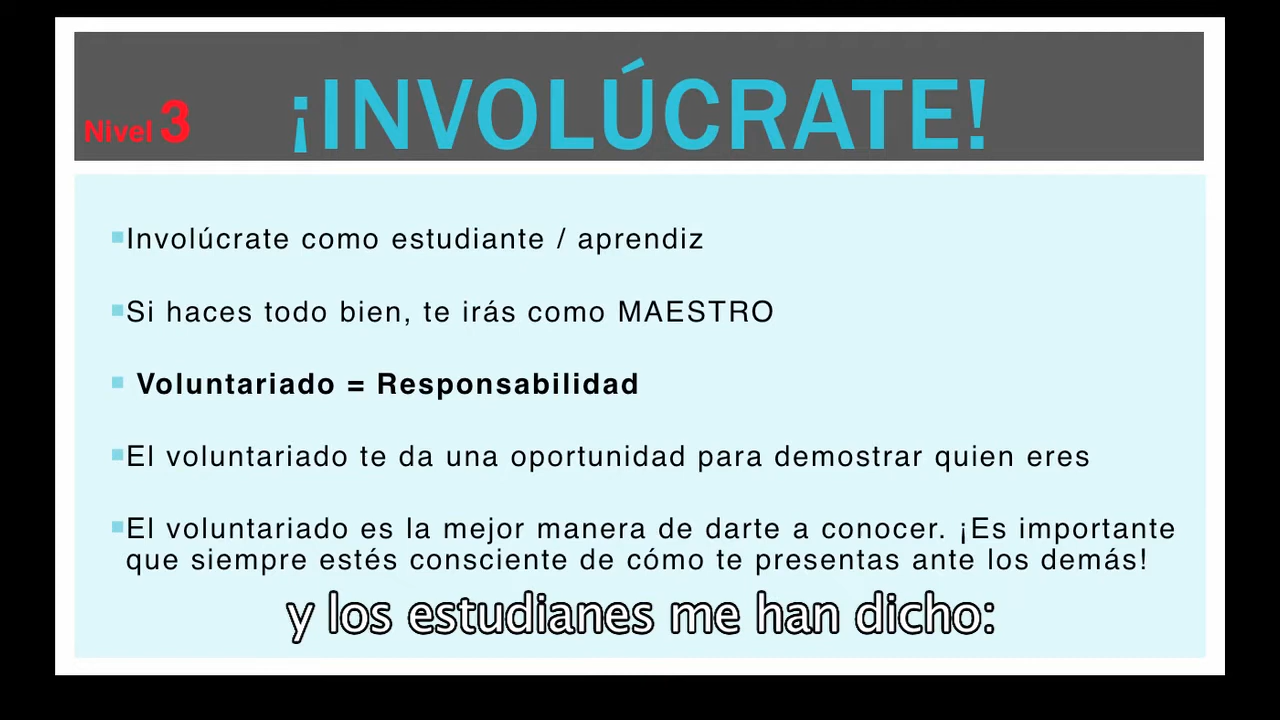 Nivel 3
¡INVOLÚCRATE!
Involúcrate como estudiante / aprendiz
Si haces todo bien, te irás como MAESTRO
Voluntariado = Responsabilidad
El voluntariado te da una oportunidad para demostrar quien eres
El voluntariado es la mejor manera de darte a conocer. ¡Es importante
que siempre estés consciente de cómo te presentas ante los demás!
y los estudianes me han dicho: